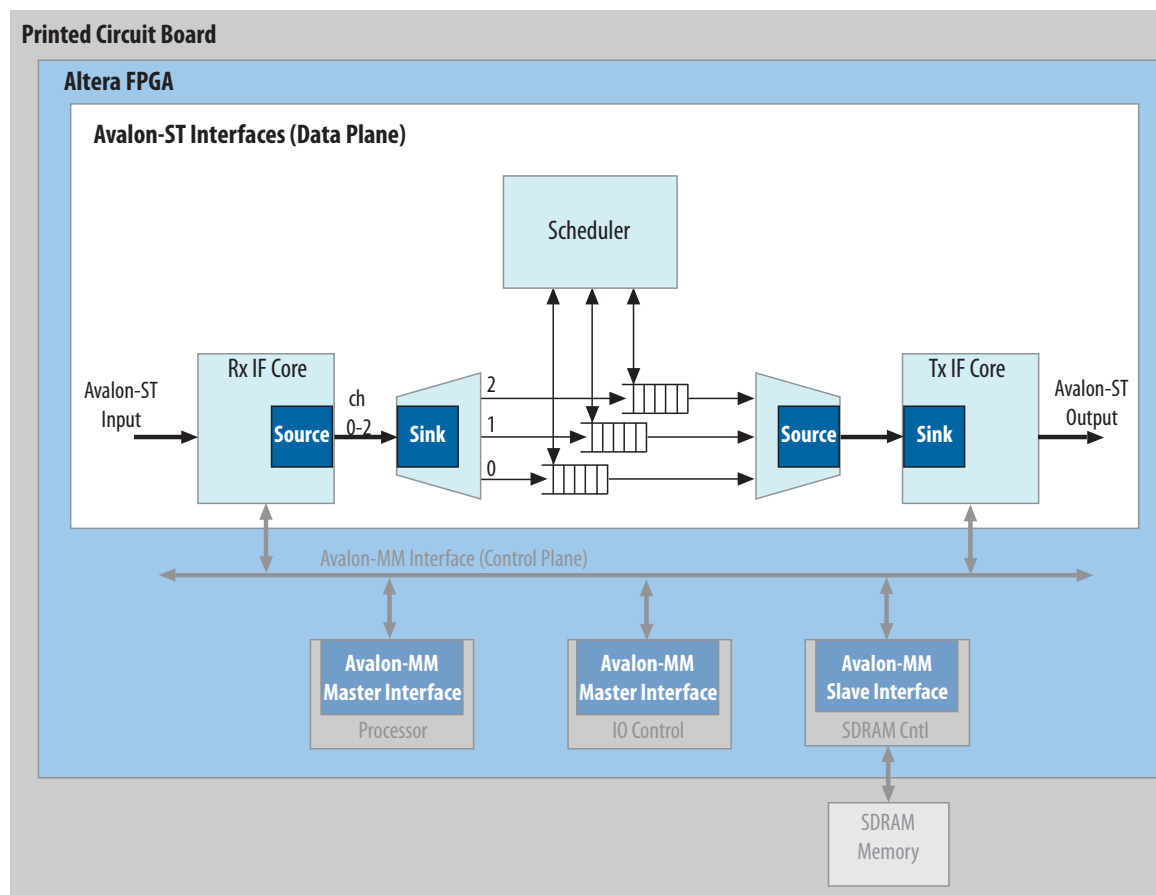 Printed Circuit Board
Altera FPGA
Avalon-ST Interfaces (Data Plane)
Scheduler
Rx IF Core
Tx IF Core
Avalon-ST
Input
ch
0-2
Source
Sink
2
1
0
Source
Sink
Avalon-ST
Output
Avalon-MM Interface (Control Plane)
Avalon-MM
Master Interface
Processor
Avalon-MM
Master Interface
IO Control
Avalon-MM
Slave Interface
SDRAM Cntl
SDRAM
Memory